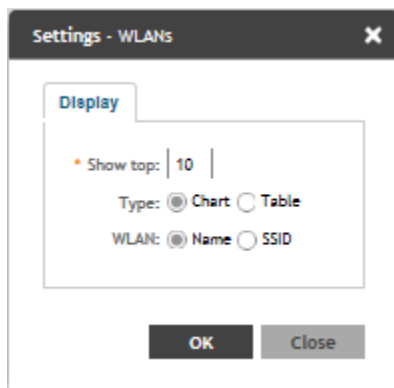 Settings - WLANs
Display
* Show top: 10
Type: Chart Table
WLAN: Name SSID
OK Close